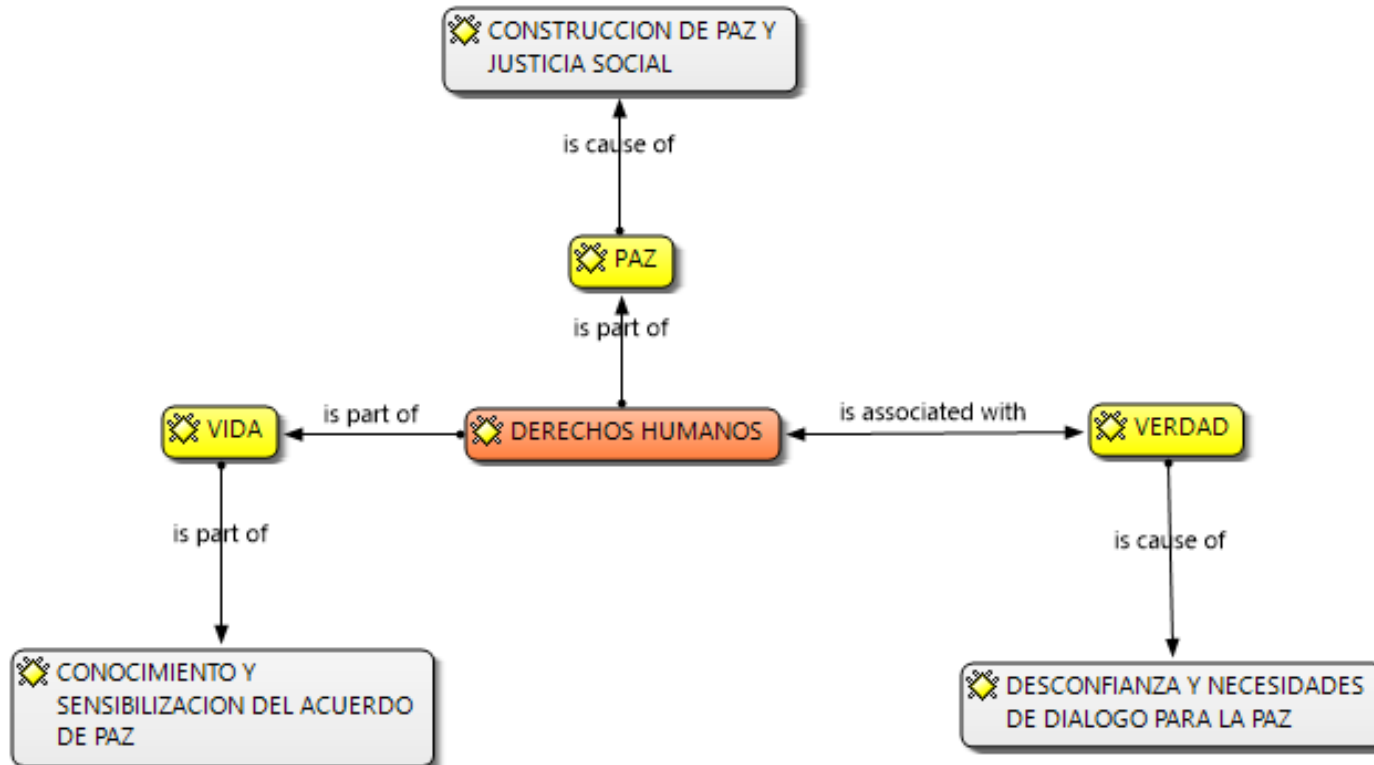 CONSTRUCCION DE PAZ Y
JUSTICIA SOCIAL
is cause of
PAZ
is part of
VIDA
is part of
DERECHOS HUMANOS
is associated with
VERDAD
is part of
is cause of
CONOCIMIENTO Y
SENSIBILIZACION DEL ACUERDO
DE PAZ
DESCONFIANZA Y NECESIDADES
DE DIALOGO PARA LA PAZ